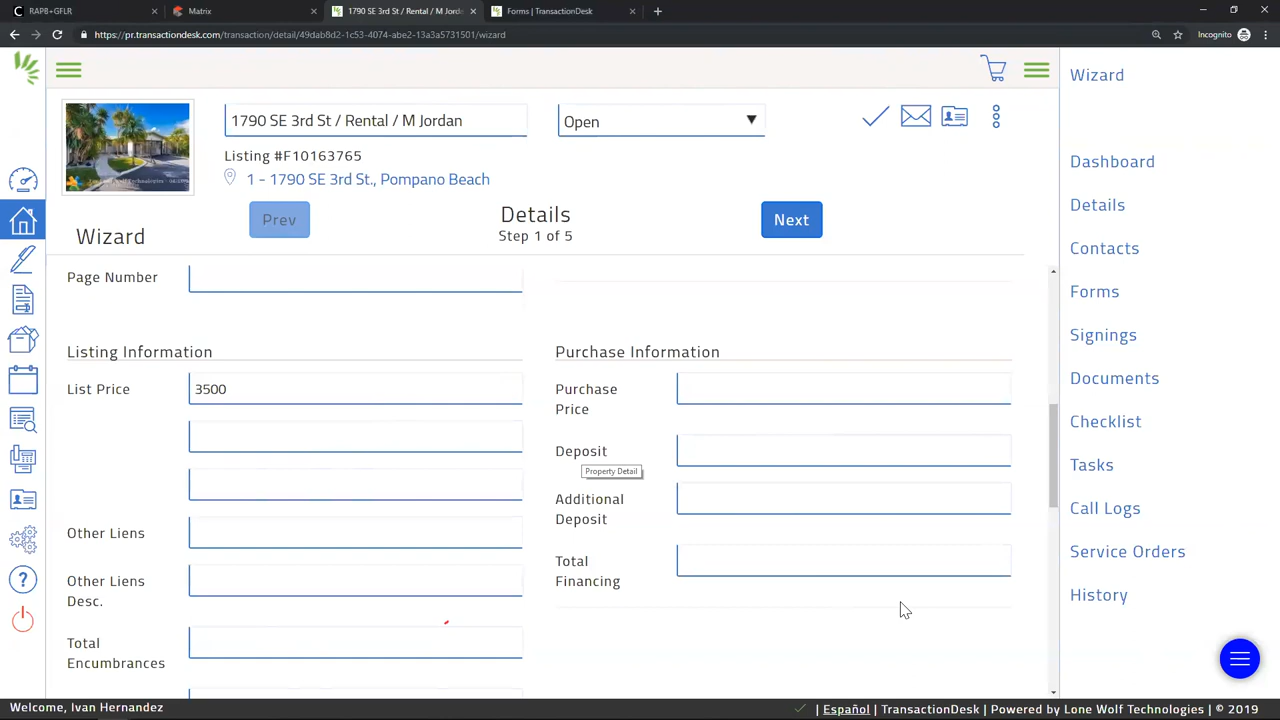 RAPB+GFLR
Matrix
1790 SE 3rd St / Rental / M Jorda
Forms | TransactionDesk
https://pr.transactiondesk.com/transaction/detail/49dab8d2-1c53-4074-abe2-13a3a5731501/wizard
Incognito
1790 SE 3rd St / Rental / M Jordan
Open
Listing #F10163765
1 - 1790 SE 3rd St., Pompano Beach
Wizard
Prev
Details
Step 1 of 5
Next
Page Number
Listing Information
List Price
3500
Other Liens
Other Liens
Desc.
Total
Encumbrances
Purchase Information
Purchase
Price
Deposit
Property Detail
Additional
Deposit
Total
Financing
Wizard
Dashboard
Details
Contacts
Forms
Signings
Documents
Checklist
Tasks
Call Logs
Service Orders
History
Welcome, Ivan Hernandez
| Español | TransactionDesk | Powered by Lone Wolf Technologies | © 2019